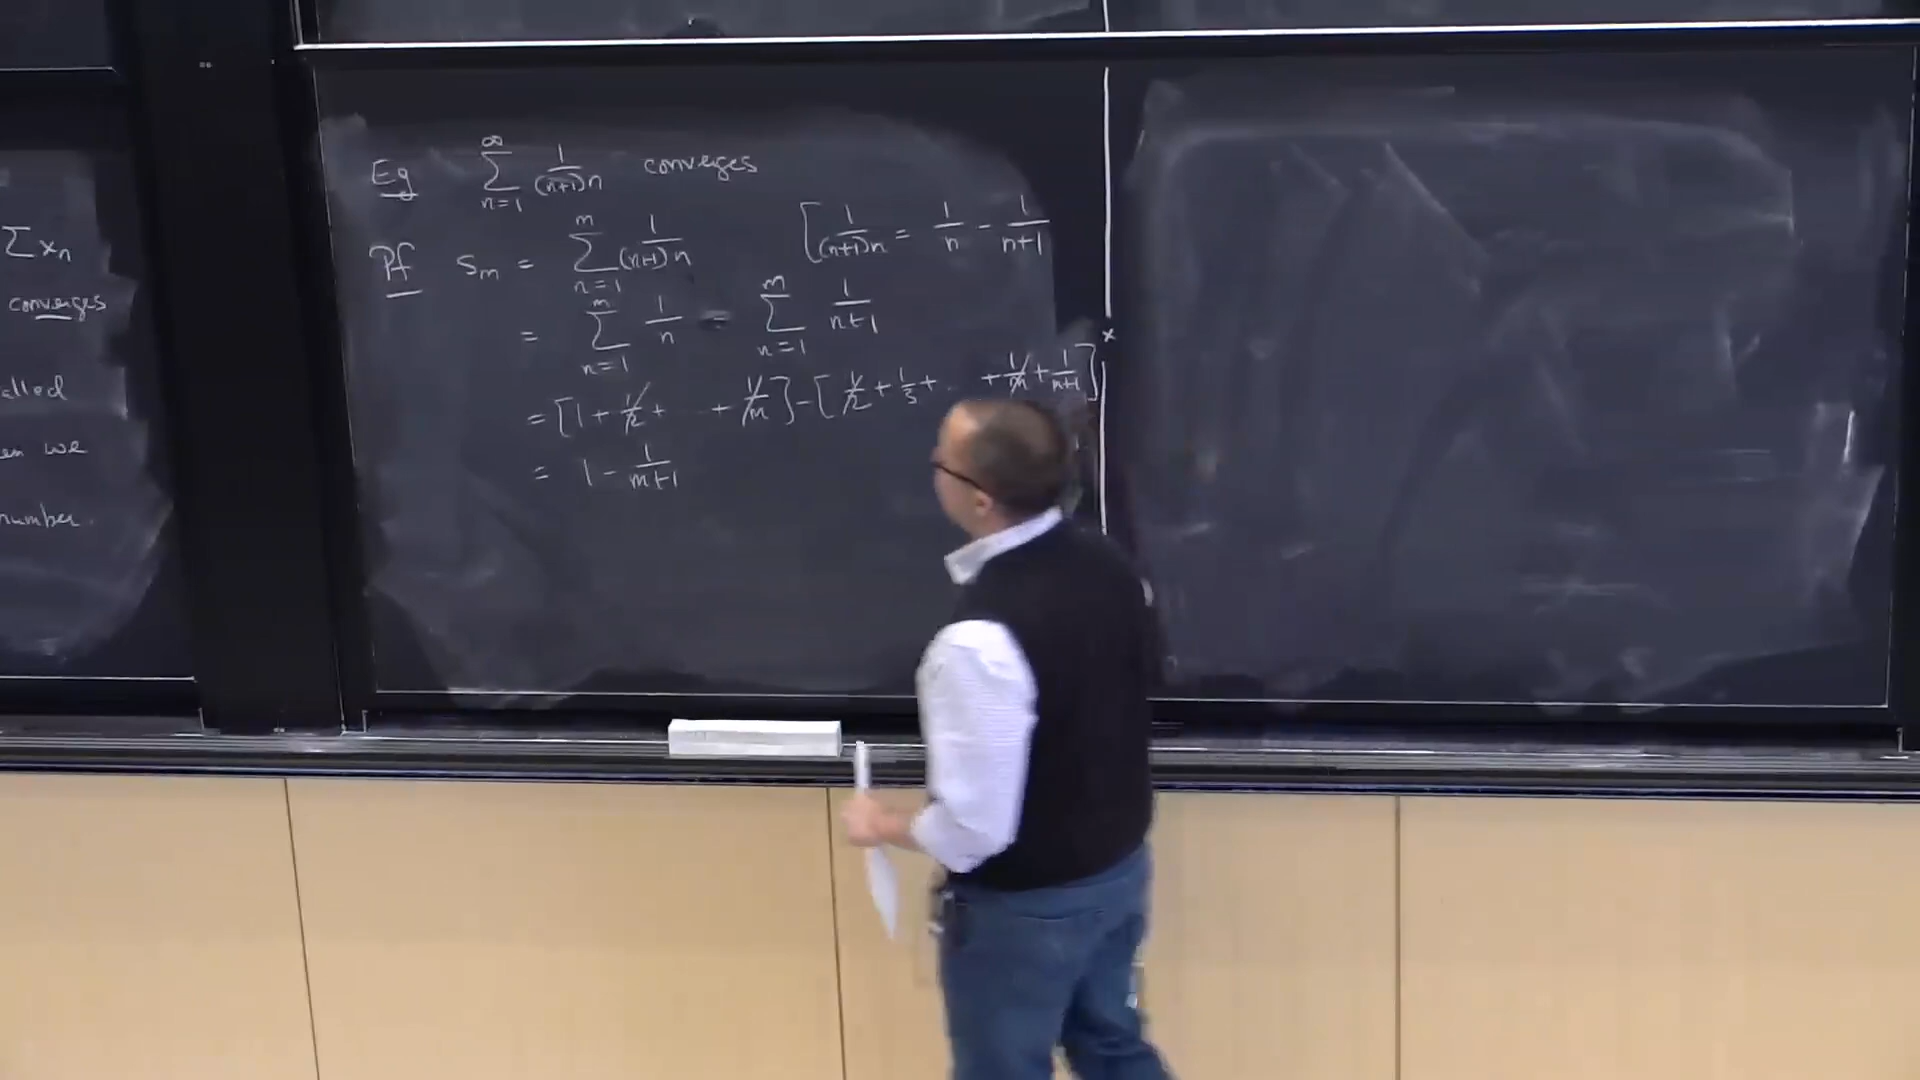 Σ xₙ
converges
alled
en we
number.
Eg ∑_{n=1}^{∞} 1/((n+1)n) converges
Pf Sₘ = ∑_{n=1}^{m} 1/((n+1)n) [1/((n+1)n) = 1/n - 1/(n+1)
= ∑_{n=1}^{m} 1/n - ∑_{n=1}^{m} 1/(n+1)
= [1 + 1/2 + ... + 1/m] - [1/2 + 1/3 + ... + 1/m + 1/(m+1)]
= 1 - 1/(m+1)